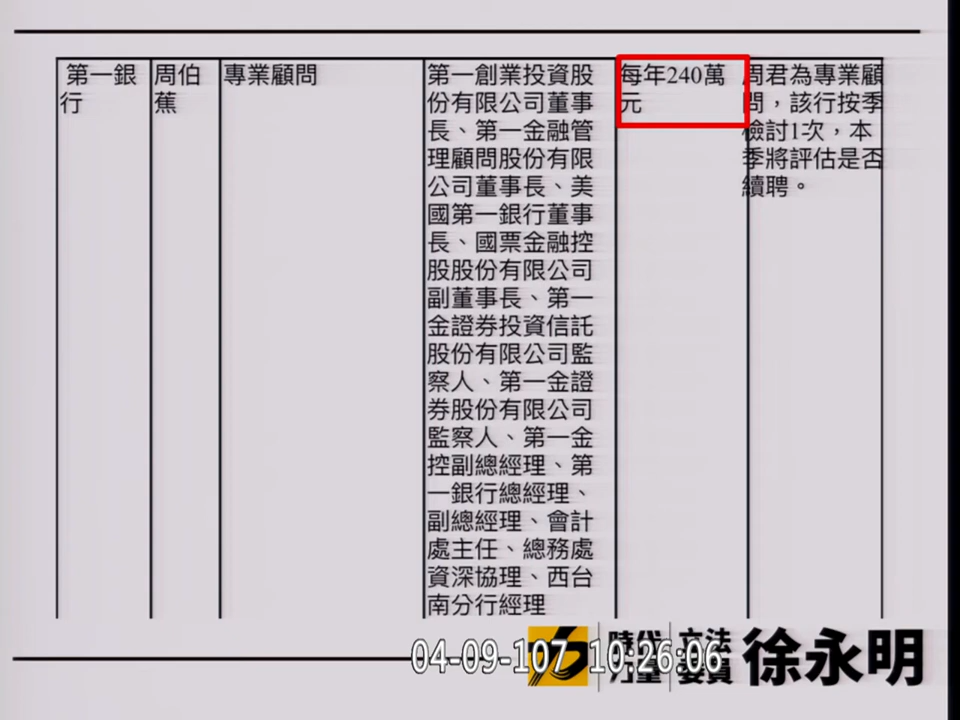 第一銀
行
周伯
蕉
專業顧問
第一創業投資股
份有限公司董事
長、第一金融管
理顧問股份有限
公司董事長、美
國第一銀行董事
長、國票金融控
股股份有限公司
副董事長、第一
金證券投資信託
股份有限公司監
察人、第一金證
券股份有限公司
監察人、第一金
控副總經理、第
一銀行總經理、
副總經理、會計
處主任、總務處
資深協理、西台
南分行經理
每年240萬
元
周君為專業顧
問，該行按季
檢討1次，本
季將評估是否
續聘。
時代
力量
立法
委員
徐永明
04-09-107 10:26:06